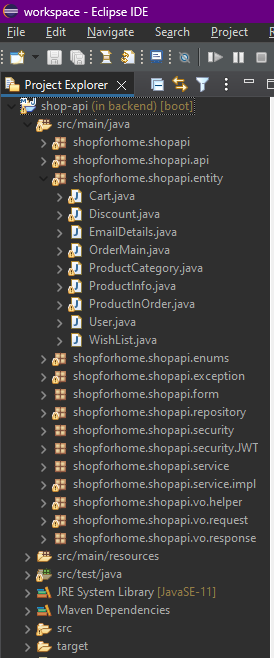 workspace - Eclipse IDE
File Edit Navigate Search Project
Project Explorer
shop-api (in backend) [boot]
src/main/java
shopforhome.shopapi
shopforhome.shopapi.api
shopforhome.shopapi.entity
Cart.java
Discount.java
EmailDetails.java
OrderMain.java
ProductCategory.java
ProductInfo.java
ProductInOrder.java
User.java
WishList.java
shopforhome.shopapi.enums
shopforhome.shopapi.exception
shopforhome.shopapi.form
shopforhome.shopapi.repository
shopforhome.shopapi.security
shopforhome.shopapi.security.JWT
shopforhome.shopapi.service
shopforhome.shopapi.service.impl
shopforhome.shopapi.vo.helper
shopforhome.shopapi.vo.request
shopforhome.shopapi.vo.response
src/main/resources
src/test/java
JRE System Library [JavaSE-11]
Maven Dependencies
src
target